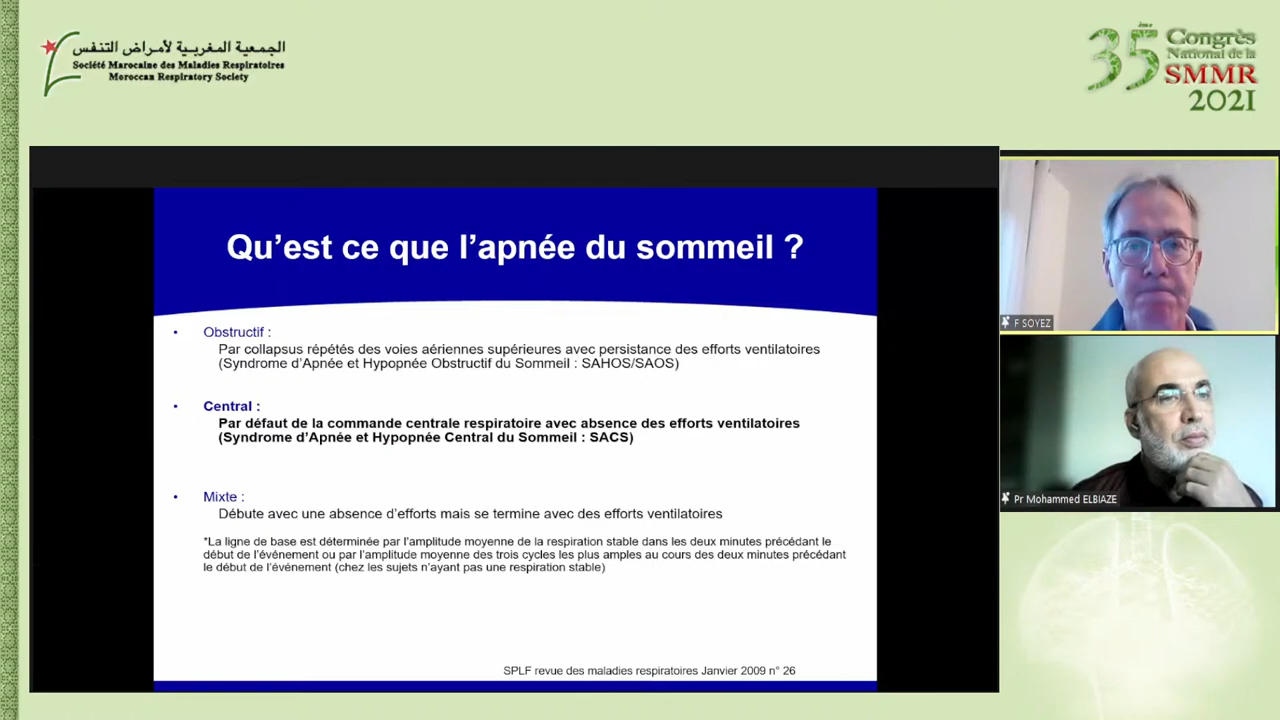 الجمعية المغربية لأمراض التنفس
Société Marocaine des Maladies Respiratoires
Moroccan Respiratory Society
35ème Congrès
National de la
SMMR
2021
Qu’est ce que l’apnée du sommeil ?
• Obstructif :
Par collapsus répétés des voies aériennes supérieures avec persistance des efforts ventilatoires
(Syndrome d’Apnée et Hypopnée Obstructif du Sommeil : SAHOS/SAOS)
• Central :
Par défaut de la commande centrale respiratoire avec absence des efforts ventilatoires
(Syndrome d’Apnée et Hypopnée Central du Sommeil : SACS)
• Mixte :
Débute avec une absence d’efforts mais se termine avec des efforts ventilatoires
*La ligne de base est déterminée par l’amplitude moyenne de la respiration stable dans les deux minutes précédant le
début de l’événement ou par l’amplitude moyenne des trois cycles les plus amples au cours des deux minutes précédant
le début de l’événement (chez les sujets n’ayant pas une respiration stable)
SPLF revue des maladies respiratoires Janvier 2009 n° 26
F SOYEZ
Pr Mohammed ELBIAZE